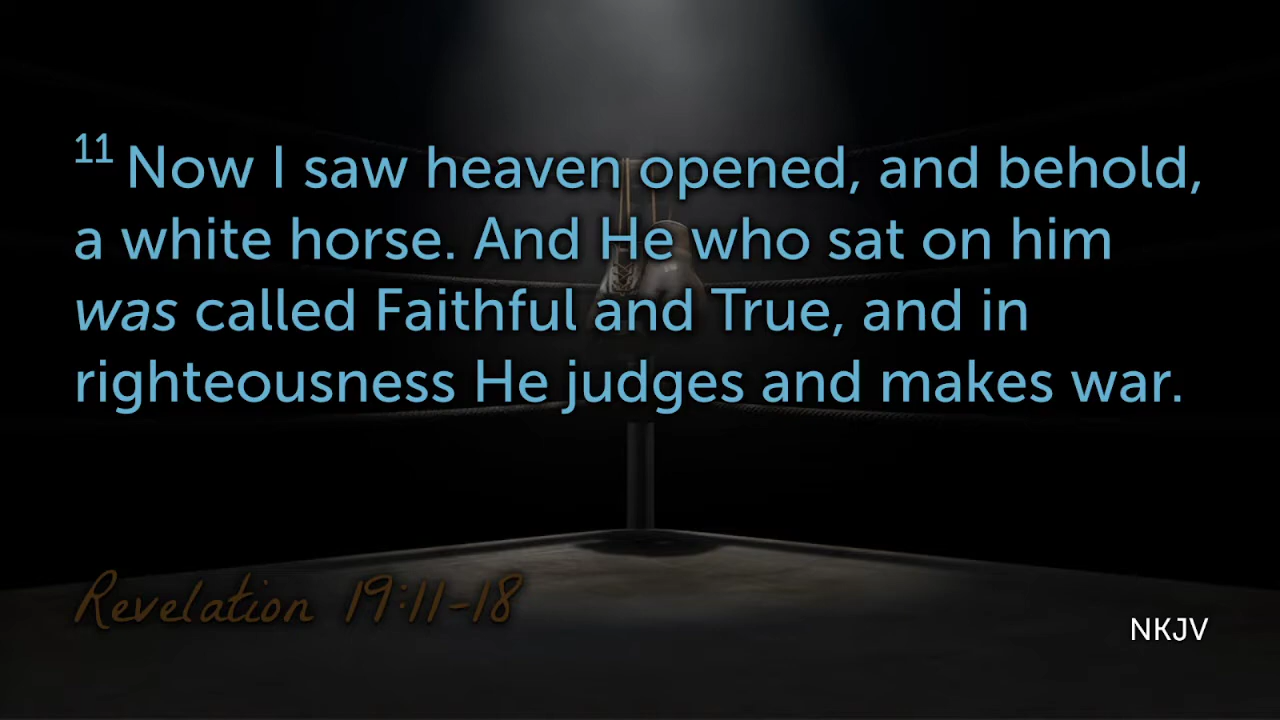 11 Now I saw heaven opened, and behold,
a white horse. And He who sat on him
was called Faithful and True, and in
righteousness He judges and makes war.
Revelation 19:11-18
NKJV